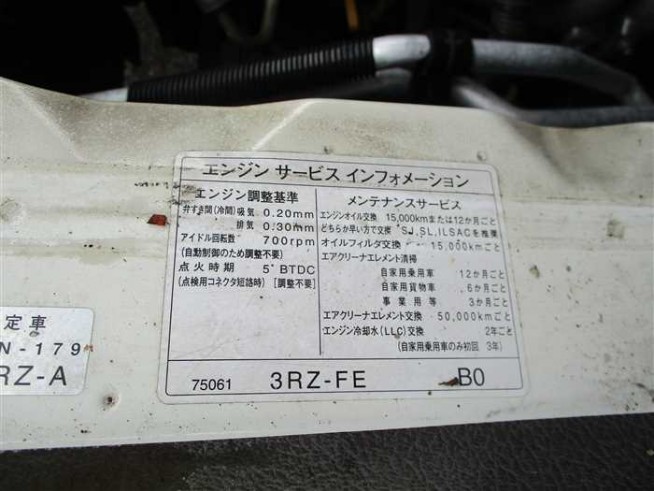 エンジン サービス インフォメーション
エンジン調整基準
弁すき間(冷間) 吸気 0.20mm
排気 0.30mm
アイドル回転数 700rpm
(自動制御のため調整不要)
点火時期 5°BTDC
(点検用コネクタ短絡時) [調整不要]
メンテナンスサービス
エンジンオイル交換 15,000kmまたは12か月ごと
どちらか早い方で交換 SJ,SL,ILSACを推奨
オイルフィルタ交換 15,000kmごと
エアクリーナエレメント清掃
自家用乗用車 12か月ごと
自家用貨物車 6か月ごと
事業用等 3か月ごと
エアクリーナエレメント交換 50,000kmごと
エンジン冷却水(LLC)交換 2年ごと
(自家用乗用車のみ初回 3年)
75061 3RZ-FE B0
定車
N-179
RZ-A